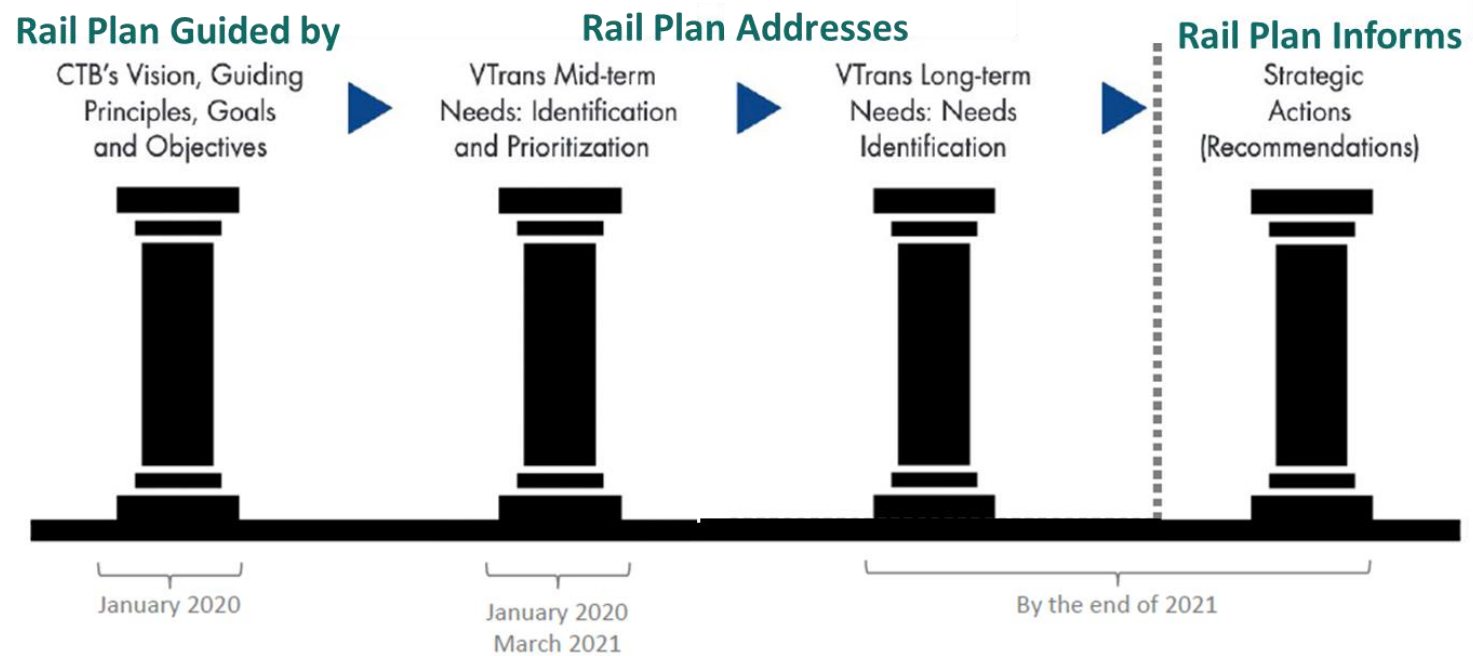 Rail Plan Guided by
CTB's Vision, Guiding
Principles, Goals
and Objectives
Rail Plan Addresses
VTrans Mid-term
Needs: Identification
and Prioritization
VTrans Long-term
Needs: Needs
Identification
Rail Plan Informs
Strategic
Actions
(Recommendations)
January 2020
January 2020
March 2021
By the end of 2021